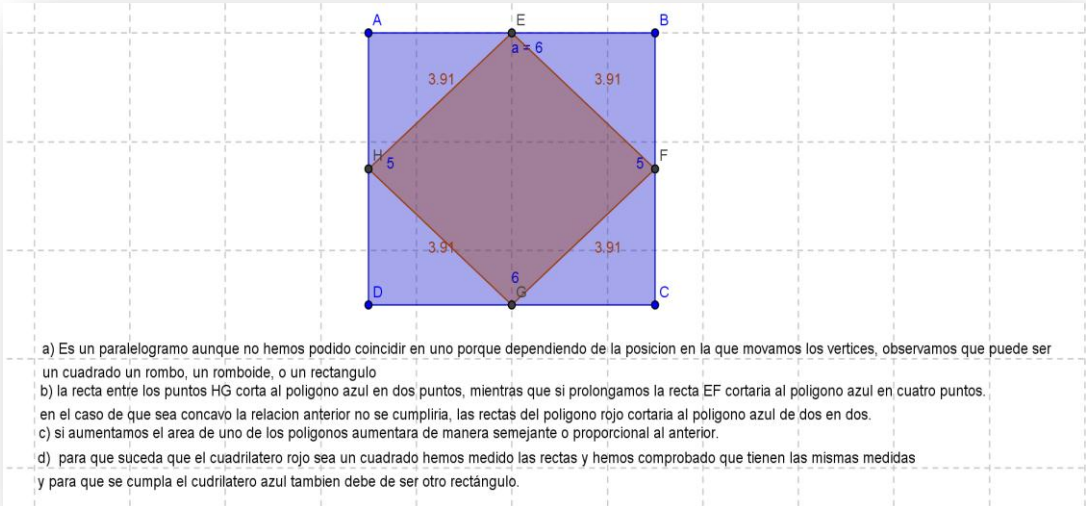 A
E
B
a = 6
3.91
3.91
H
5
5
F
3.91
3.91
6
D
G
C
a) Es un paralelogramo aunque no hemos podido coincidir en uno porque dependiendo de la posicion en la que movamos los vertices, observamos que puede ser
un cuadrado un rombo, un romboide, o un rectangulo
b) la recta entre los puntos HG corta al poligono azul en dos puntos, mientras que si prolongamos la recta EF cortaria al poligono azul en cuatro puntos.
en el caso de que sea concavo la relacion anterior no se cumpliria, las rectas del poligono rojo cortaria al poligono azul de dos en dos.
c) si aumentamos el area de uno de los poligonos aumentara de manera semejante o proporcional al anterior.
d) para que suceda que el cuadrilatero rojo sea un cuadrado hemos medido las rectas y hemos comprobado que tienen las mismas medidas
y para que se cumpla el cudrilatero azul tambien debe de ser otro rectángulo.